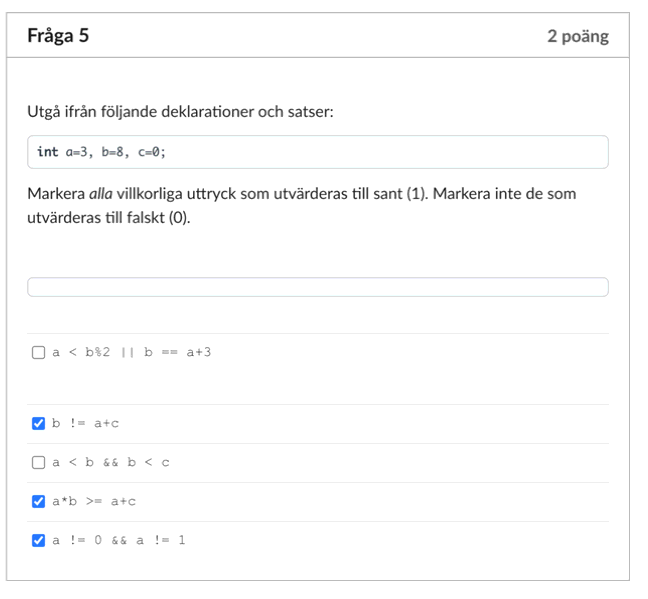 Fråga 5
2 poäng
Utgå ifrån följande deklarationer och satser:
int a=3, b=8, c=0;
Markera alla villkorliga uttryck som utvärderas till sant (1). Markera inte de som
utvärderas till falskt (0).
a < b%2 || b == a+3
b != a+c
a < b && b < c
a*b >= a+c
a != 0 && a != 1